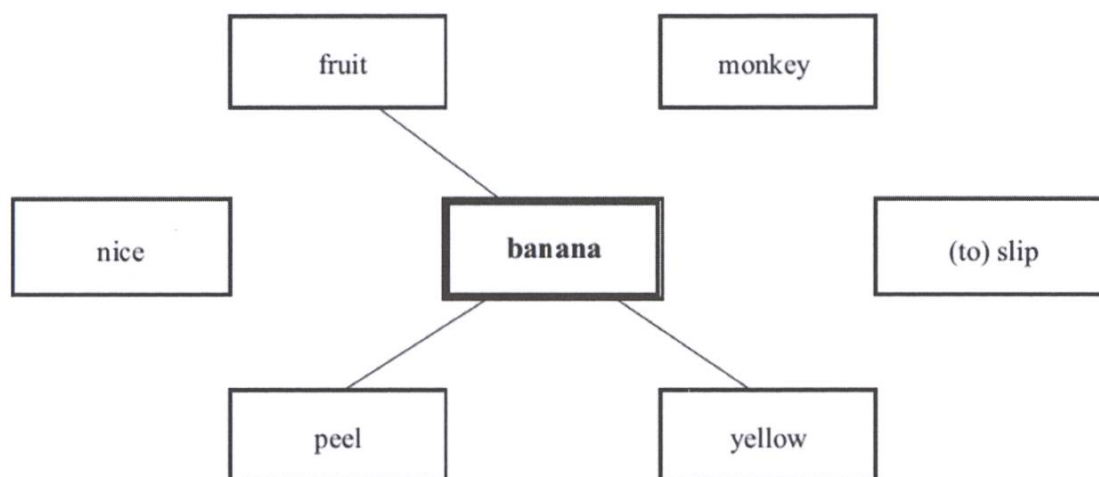 fruit
monkey
nice
banana
(to) slip
peel
yellow